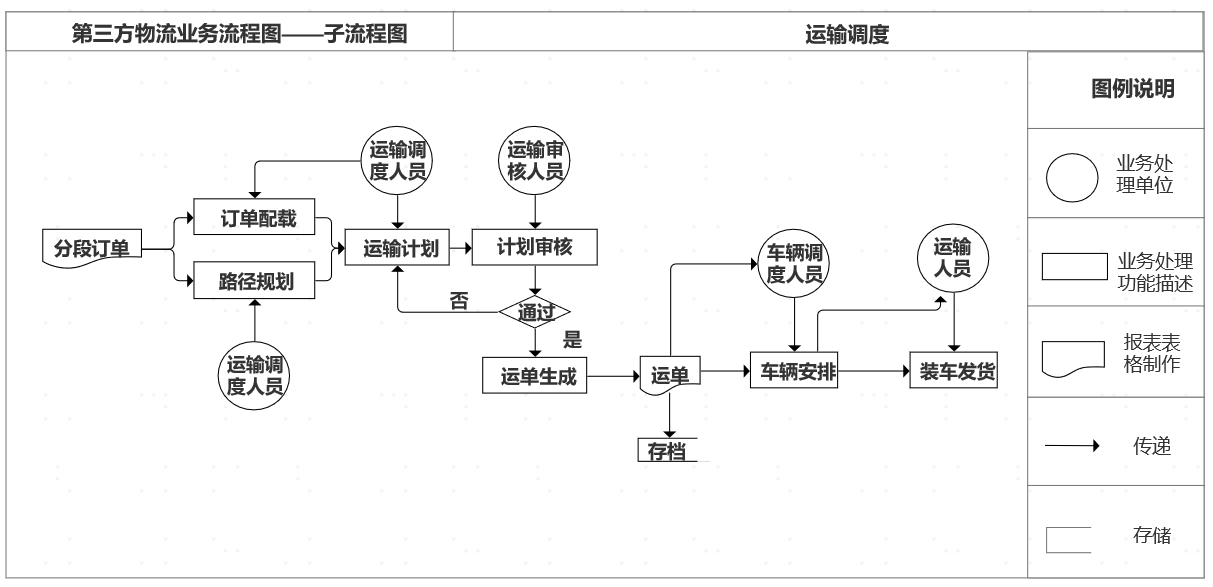 第三方物流业务流程图——子流程图
运输调度
图例说明
运输调
度人员
运输审
核人员
业务处
理单位
订单配载
分段订单
运输计划
计划审核
路径规划
车辆调
度人员
运输
人员
业务处理
功能描述
否
通过
是
运输调
度人员
运单生成
运单
车辆安排
装车发货
报表表
格制作
存档
传递
存储